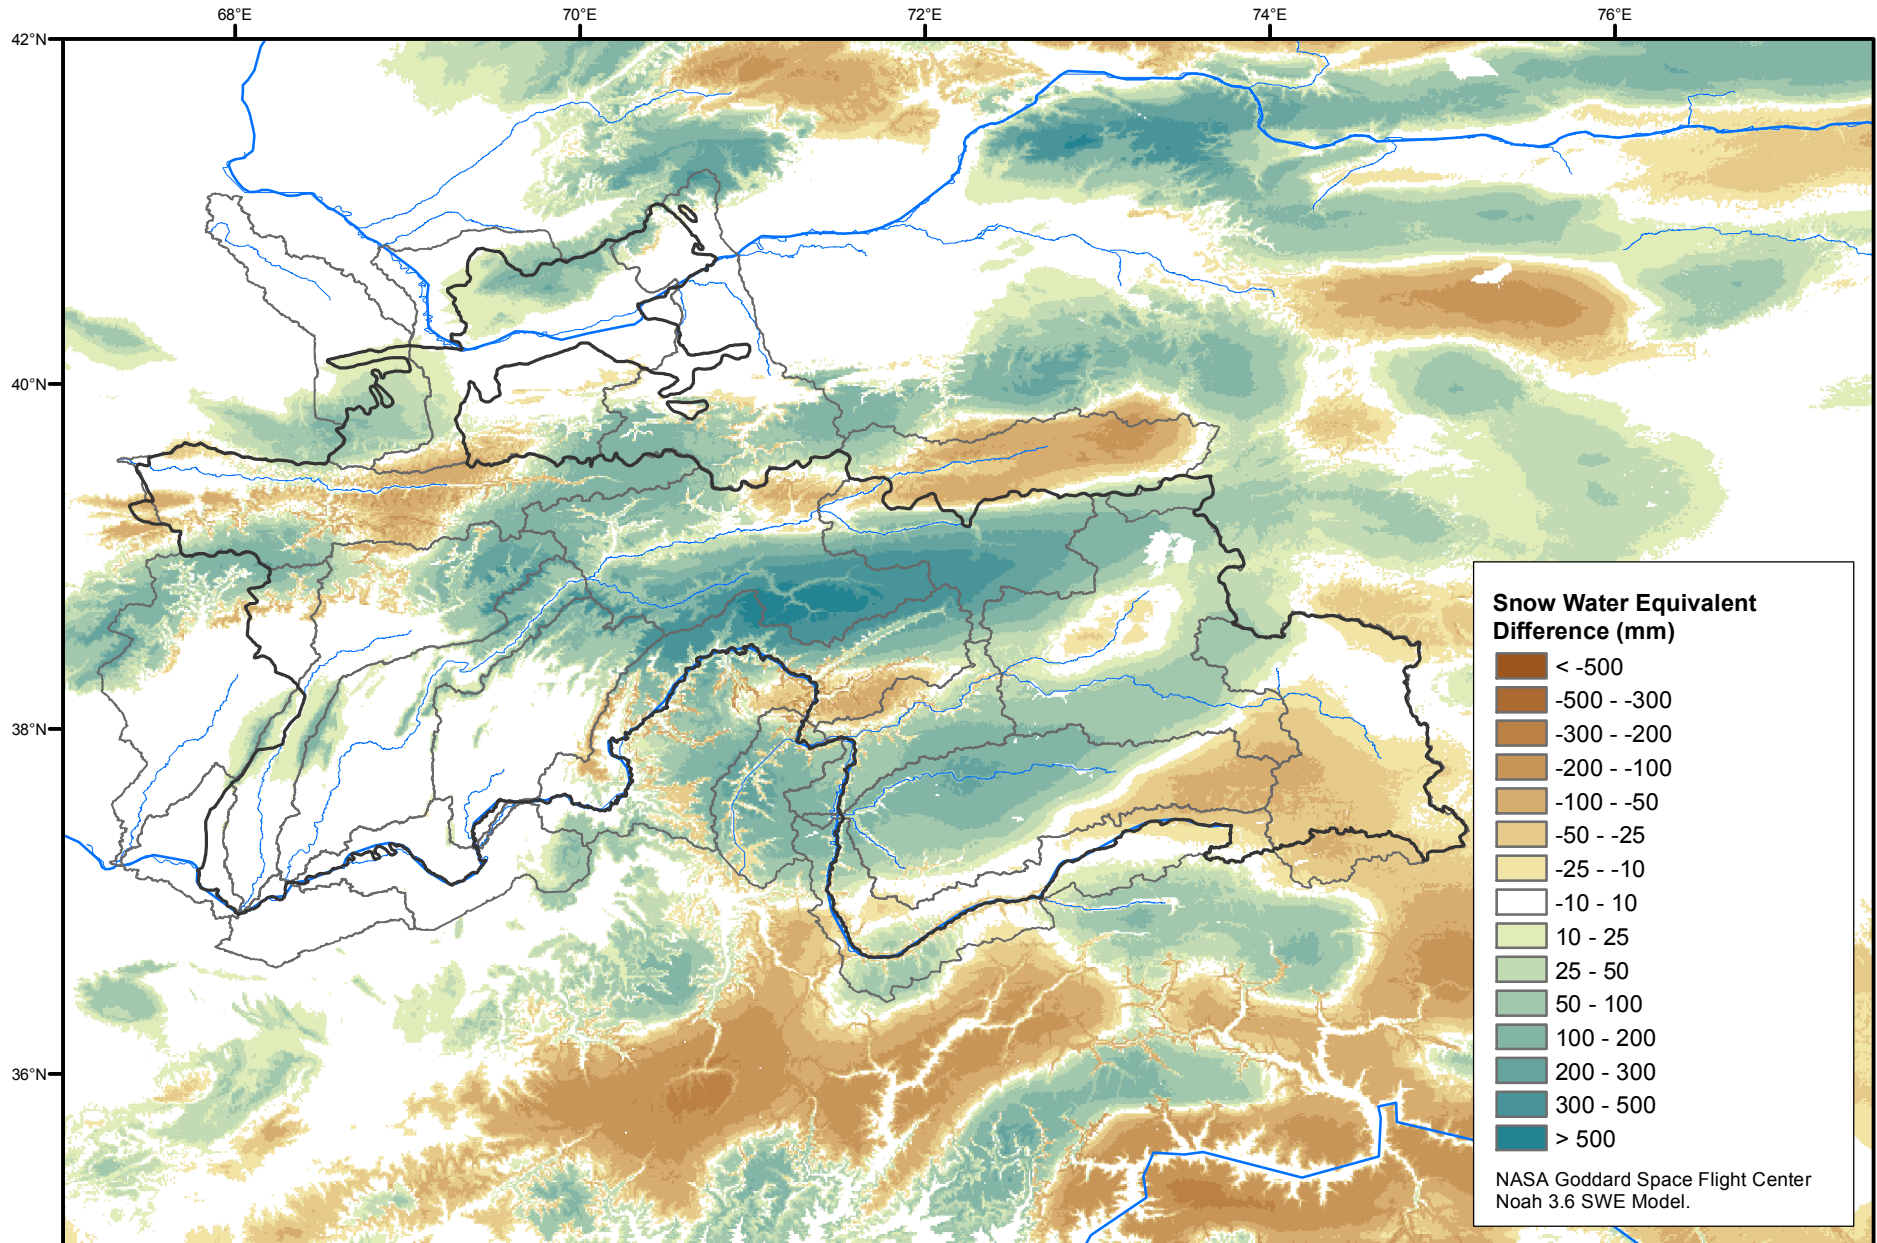 68°E
70°E
72°E
74°E
76°E
42°N
40°N
38°N
36°N
Snow Water Equivalent
Difference (mm)
< -500
-500 - -300
-300 - -200
-200 - -100
-100 - -50
-50 - -25
-25 - -10
-10 - 10
10 - 25
25 - 50
50 - 100
100 - 200
200 - 300
300 - 500
> 500
NASA Goddard Space Flight Center
Noah 3.6 SWE Model.